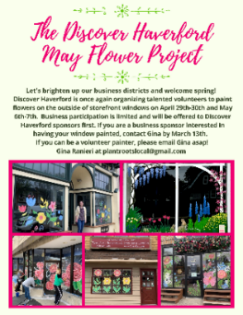 The Discover Haverford
May Flower Project
Let's brighten up our business districts and welcome spring!
Discover Haverford is once again organizing talented volunteers to paint
flowers on the outside of storefront windows on April 29th-30th and May
6th-7th. Business participation is limited and will be offered to Discover
Haverford sponsors first. If you are a business sponsor interested in
having your window painted, contact Gina by March 13th.
If you can be a volunteer painter, please email Gina asap!
Gina Ranieri at plantrootslocal@gmail.com